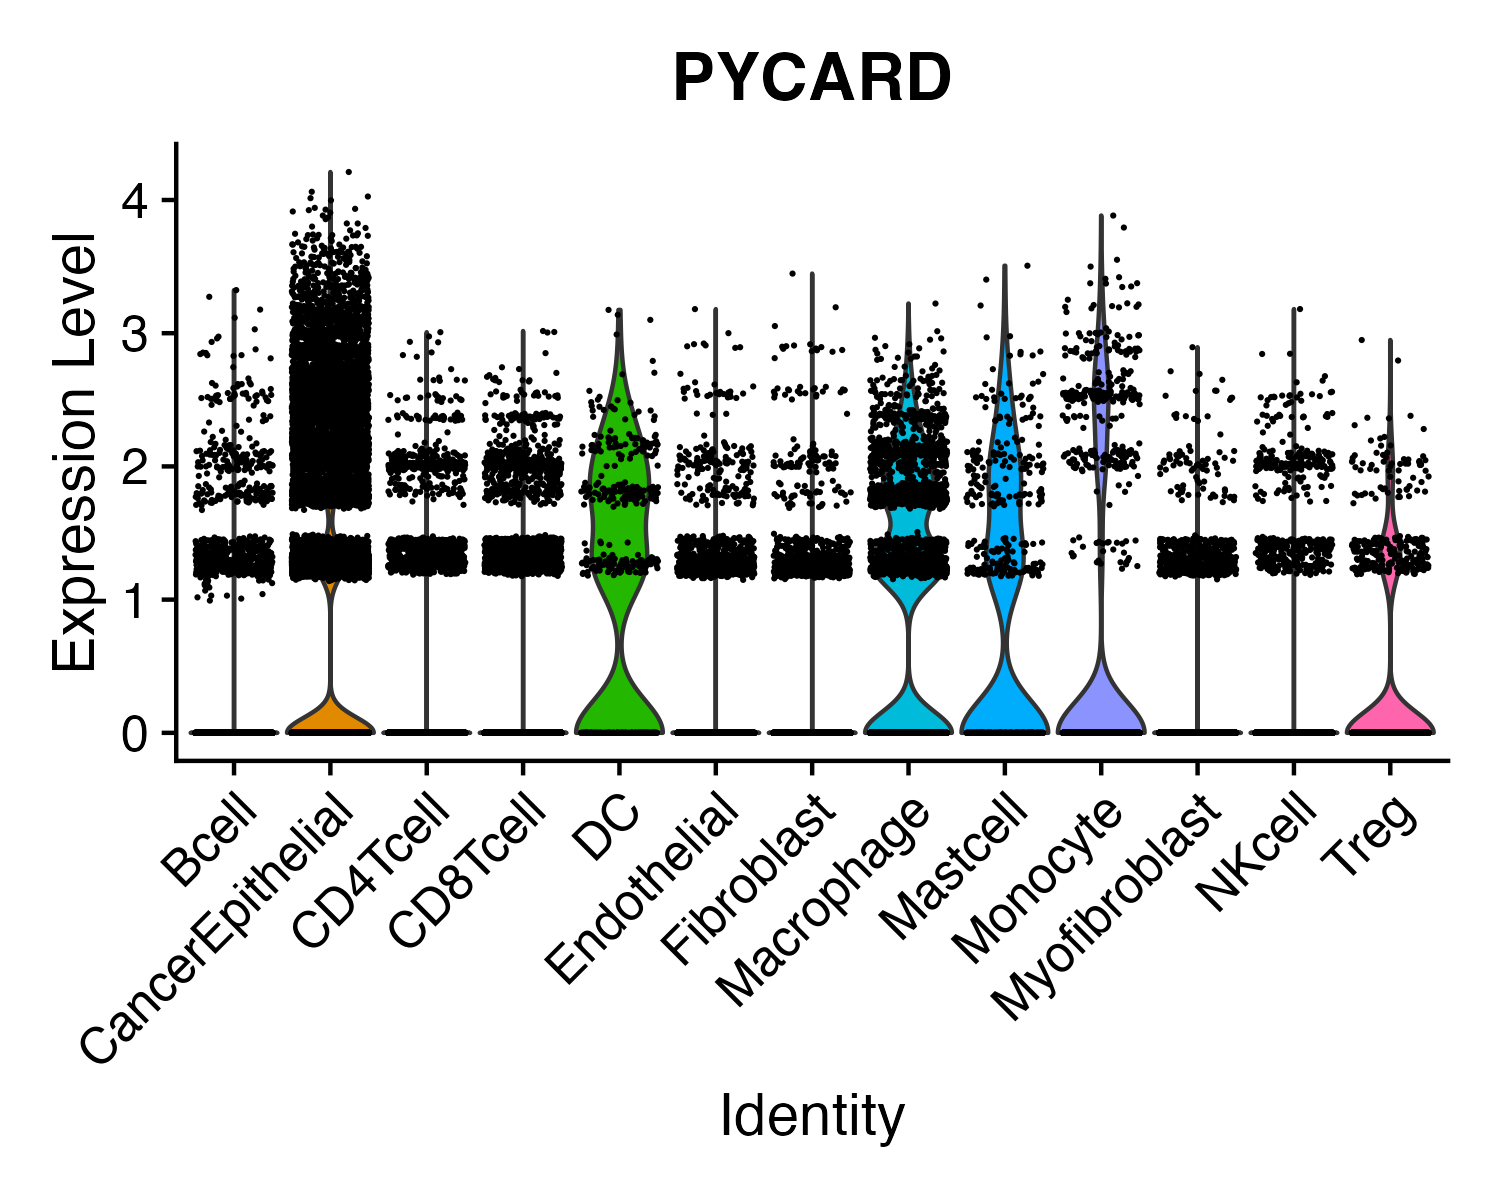 PYCARD
Expression Level
4
3
2
1
0
Bcell
CancerEpithelial
CD4Tcell
CD8Tcell
DC
Endothelial
Fibroblast
Macrophage
Mastcell
Monocyte
Myofibroblast
NKcell
Treg
Identity